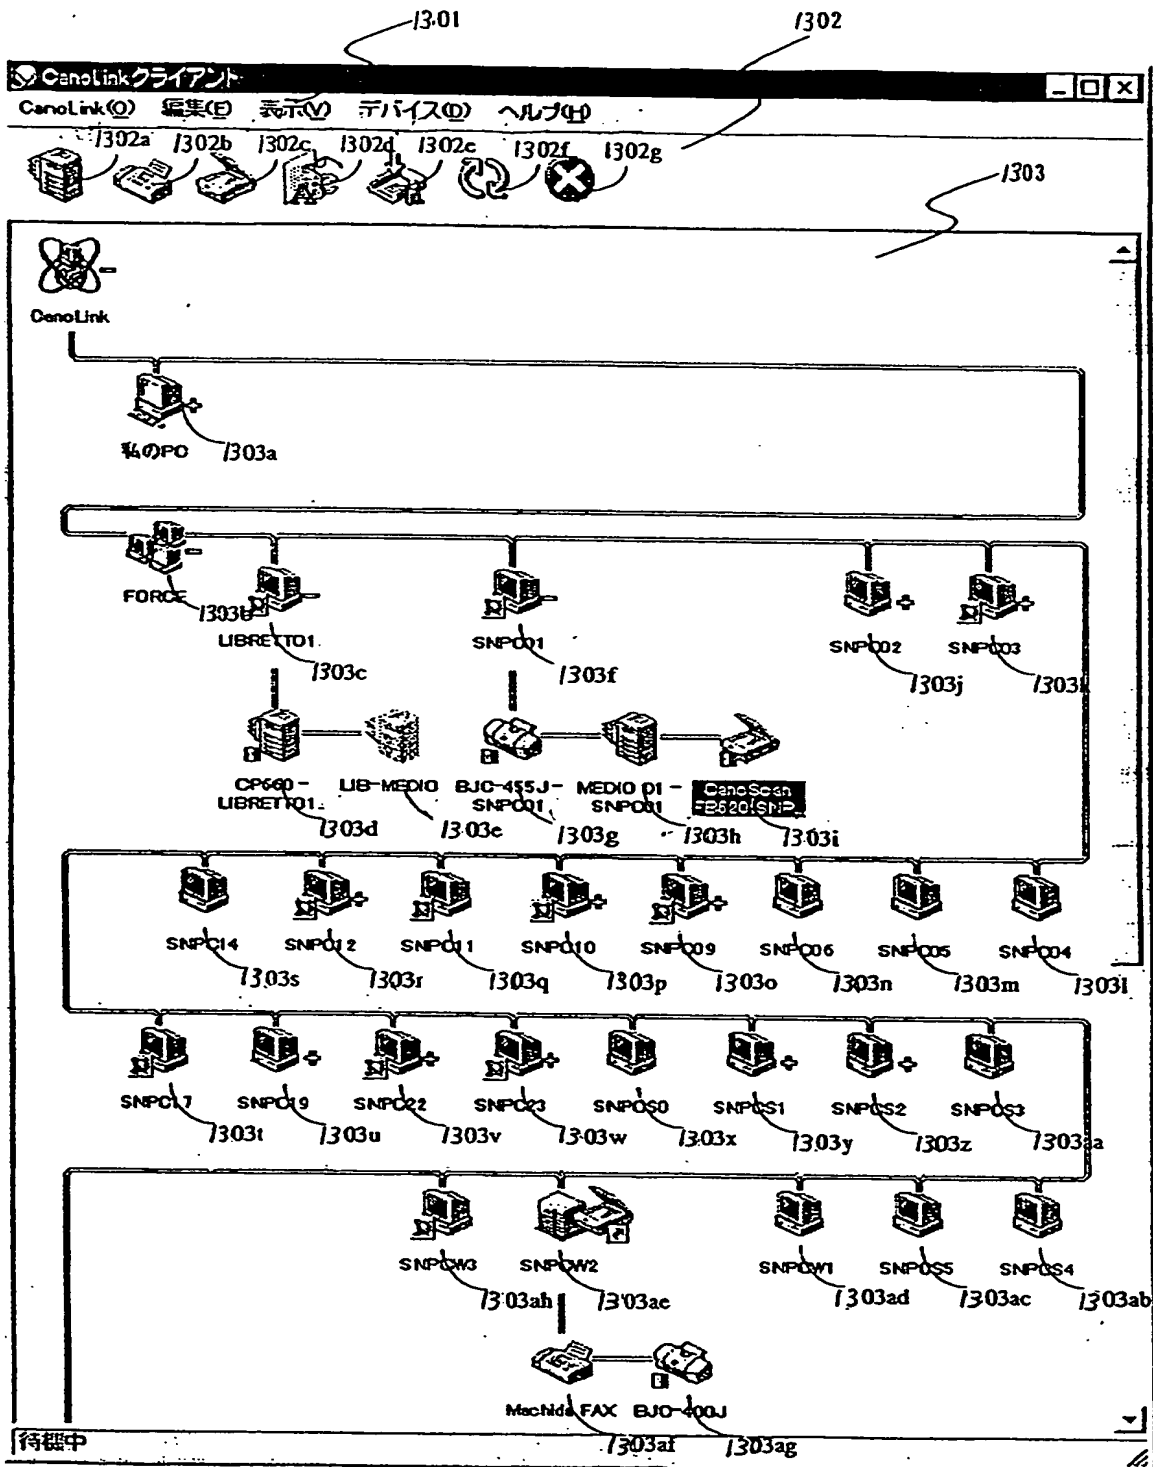 1301
1302
CanoLinkクライアント
CanoLink(O) 編集(E) 表示(V) デバイス(D) ヘルプ(H)
1302a 1302b 1302c 1302d 1302e 1302f 1302g
1303
CanoLink
私のPC
1303a
FORCE
1303b
LIBRETTO1
SNPC01
SNPC02
SNPC03
1303c
1303f
1303j
1303k
CP660-
LIBRETTO1
LIB-MEDIO
BJC-455J-
SNPC01
MEDIO 01-
SNPC01
CanoScan
FB620(SNP
1303d 1303e 1303g 1303h 1303i
SNPC14 SNPC12 SNPC11 SNPC10 SNPC09 SNPC06 SNPC05 SNPC04
1303s 1303r 1303q 1303p 1303o 1303n 1303m 1303l
SNPC17 SNPC19 SNPC22 SNPC23 SNPCS0 SNPCS1 SNPCS2 SNPCS3
1303t 1303u 1303v 1303w 1303x 1303y 1303z 1303aa
SNPCW3 SNPCW2 SNPCW1 SNPCS5 SNPCS4
1303ah 1303ae 1303ad 1303ac 1303ab
Machida FAX BJC-400J
1303af 1303ag
待機中